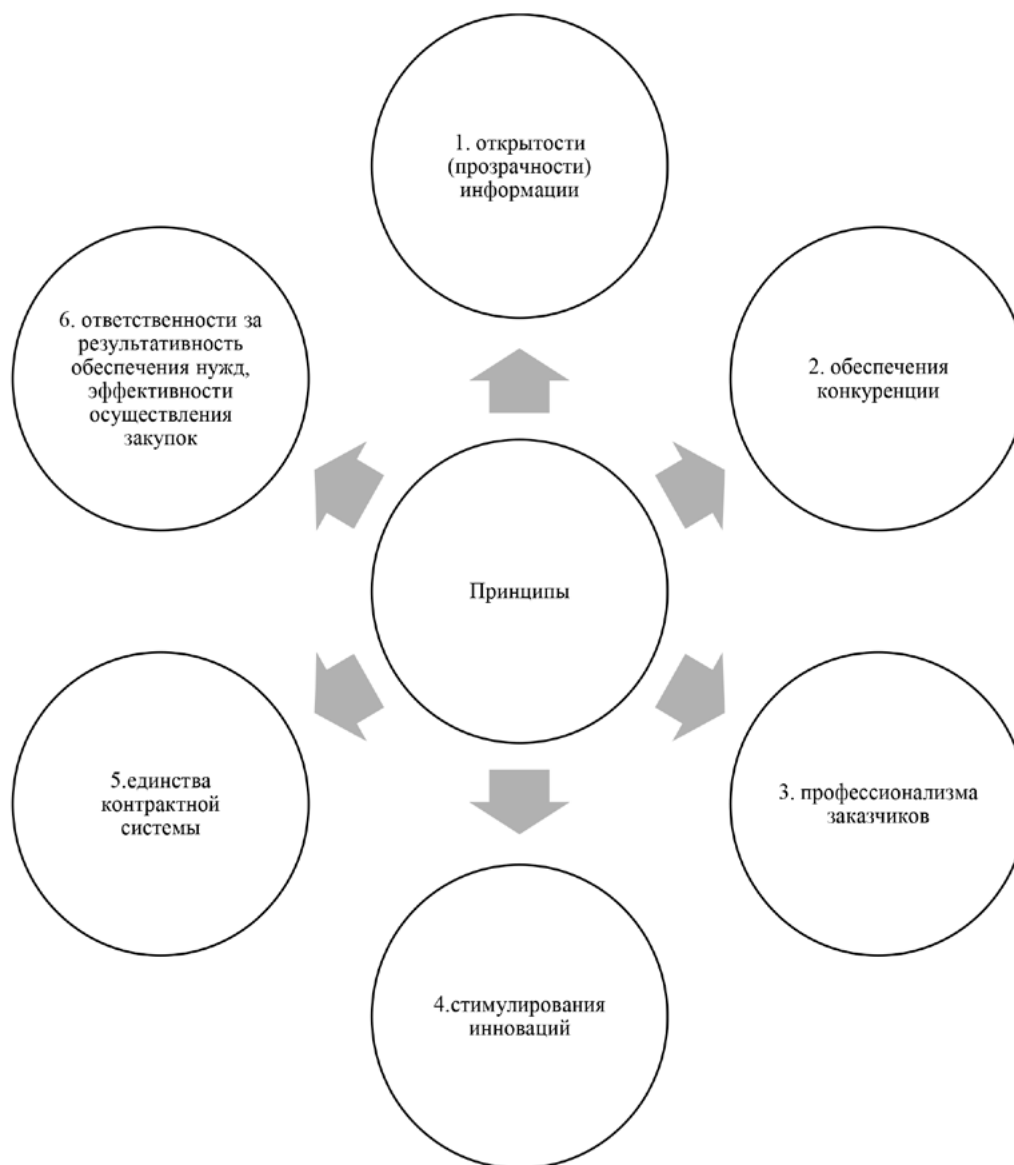 1. открытости
(прозрачности)
информации
2. обеспечения
конкуренции
3. профессионализма
заказчиков
4.стимулирования
инноваций
5.единства
контрактной
системы
6. ответственности за
результативность
обеспечения нужд,
эффективности
осуществления
закупок
Принципы